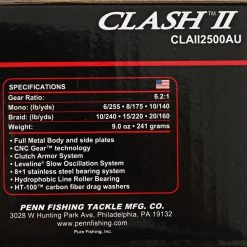 CLASH II
CLAII2500AU
SPECIFICATIONS
Gear Ratio: 6.2:1
Mono: (lb/yds) 6/255 • 8/175 • 10/140
Braid: (lb/yds) 10/240 • 15/220 • 20/160
Weight: 9.0 oz • 241 grams
• Full Metal Body and side plates
• CNC Gear™ technology
• Clutch Armor System
• Leveline® Slow Oscillation System
• 8+1 stainless steel bearing system
• Hydrophobic Line Roller Bearing
• HT-100™ carbon fiber drag washers
PENN FISHING TACKLE MFG. CO.
3028 W Hunting Park Ave, Philadelphia, PA 19132
www.pennfishing.com
Pure Fishing, Inc.